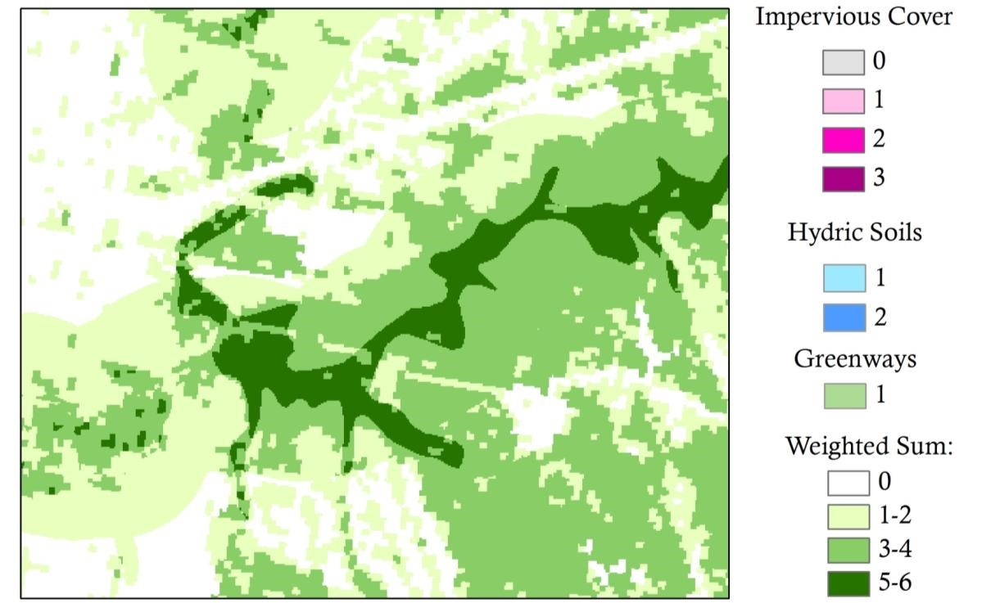 Impervious Cover
0
1
2
3
Hydric Soils
1
2
Greenways
1
Weighted Sum:
0
1-2
3-4
5-6